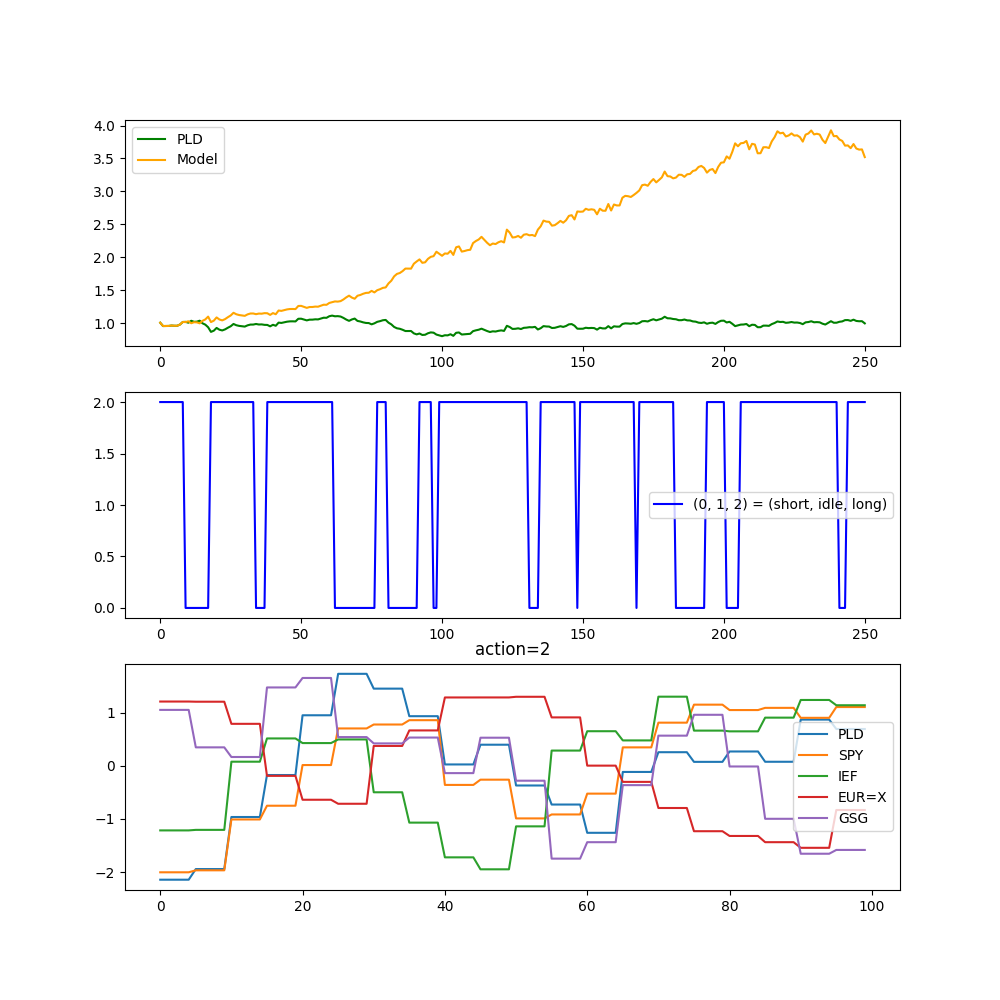 4.0
3.5
3.0
2.5
2.0
1.5
1.0
PLD
Model
0 50 100 150 200 250
2.0
1.5
1.0
0.5
0.0
(0, 1, 2) = (short, idle, long)
0 50 100 150 200 250
action=2
1
0
−1
−2
PLD
SPY
IEF
EUR=X
GSG
0 20 40 60 80 100